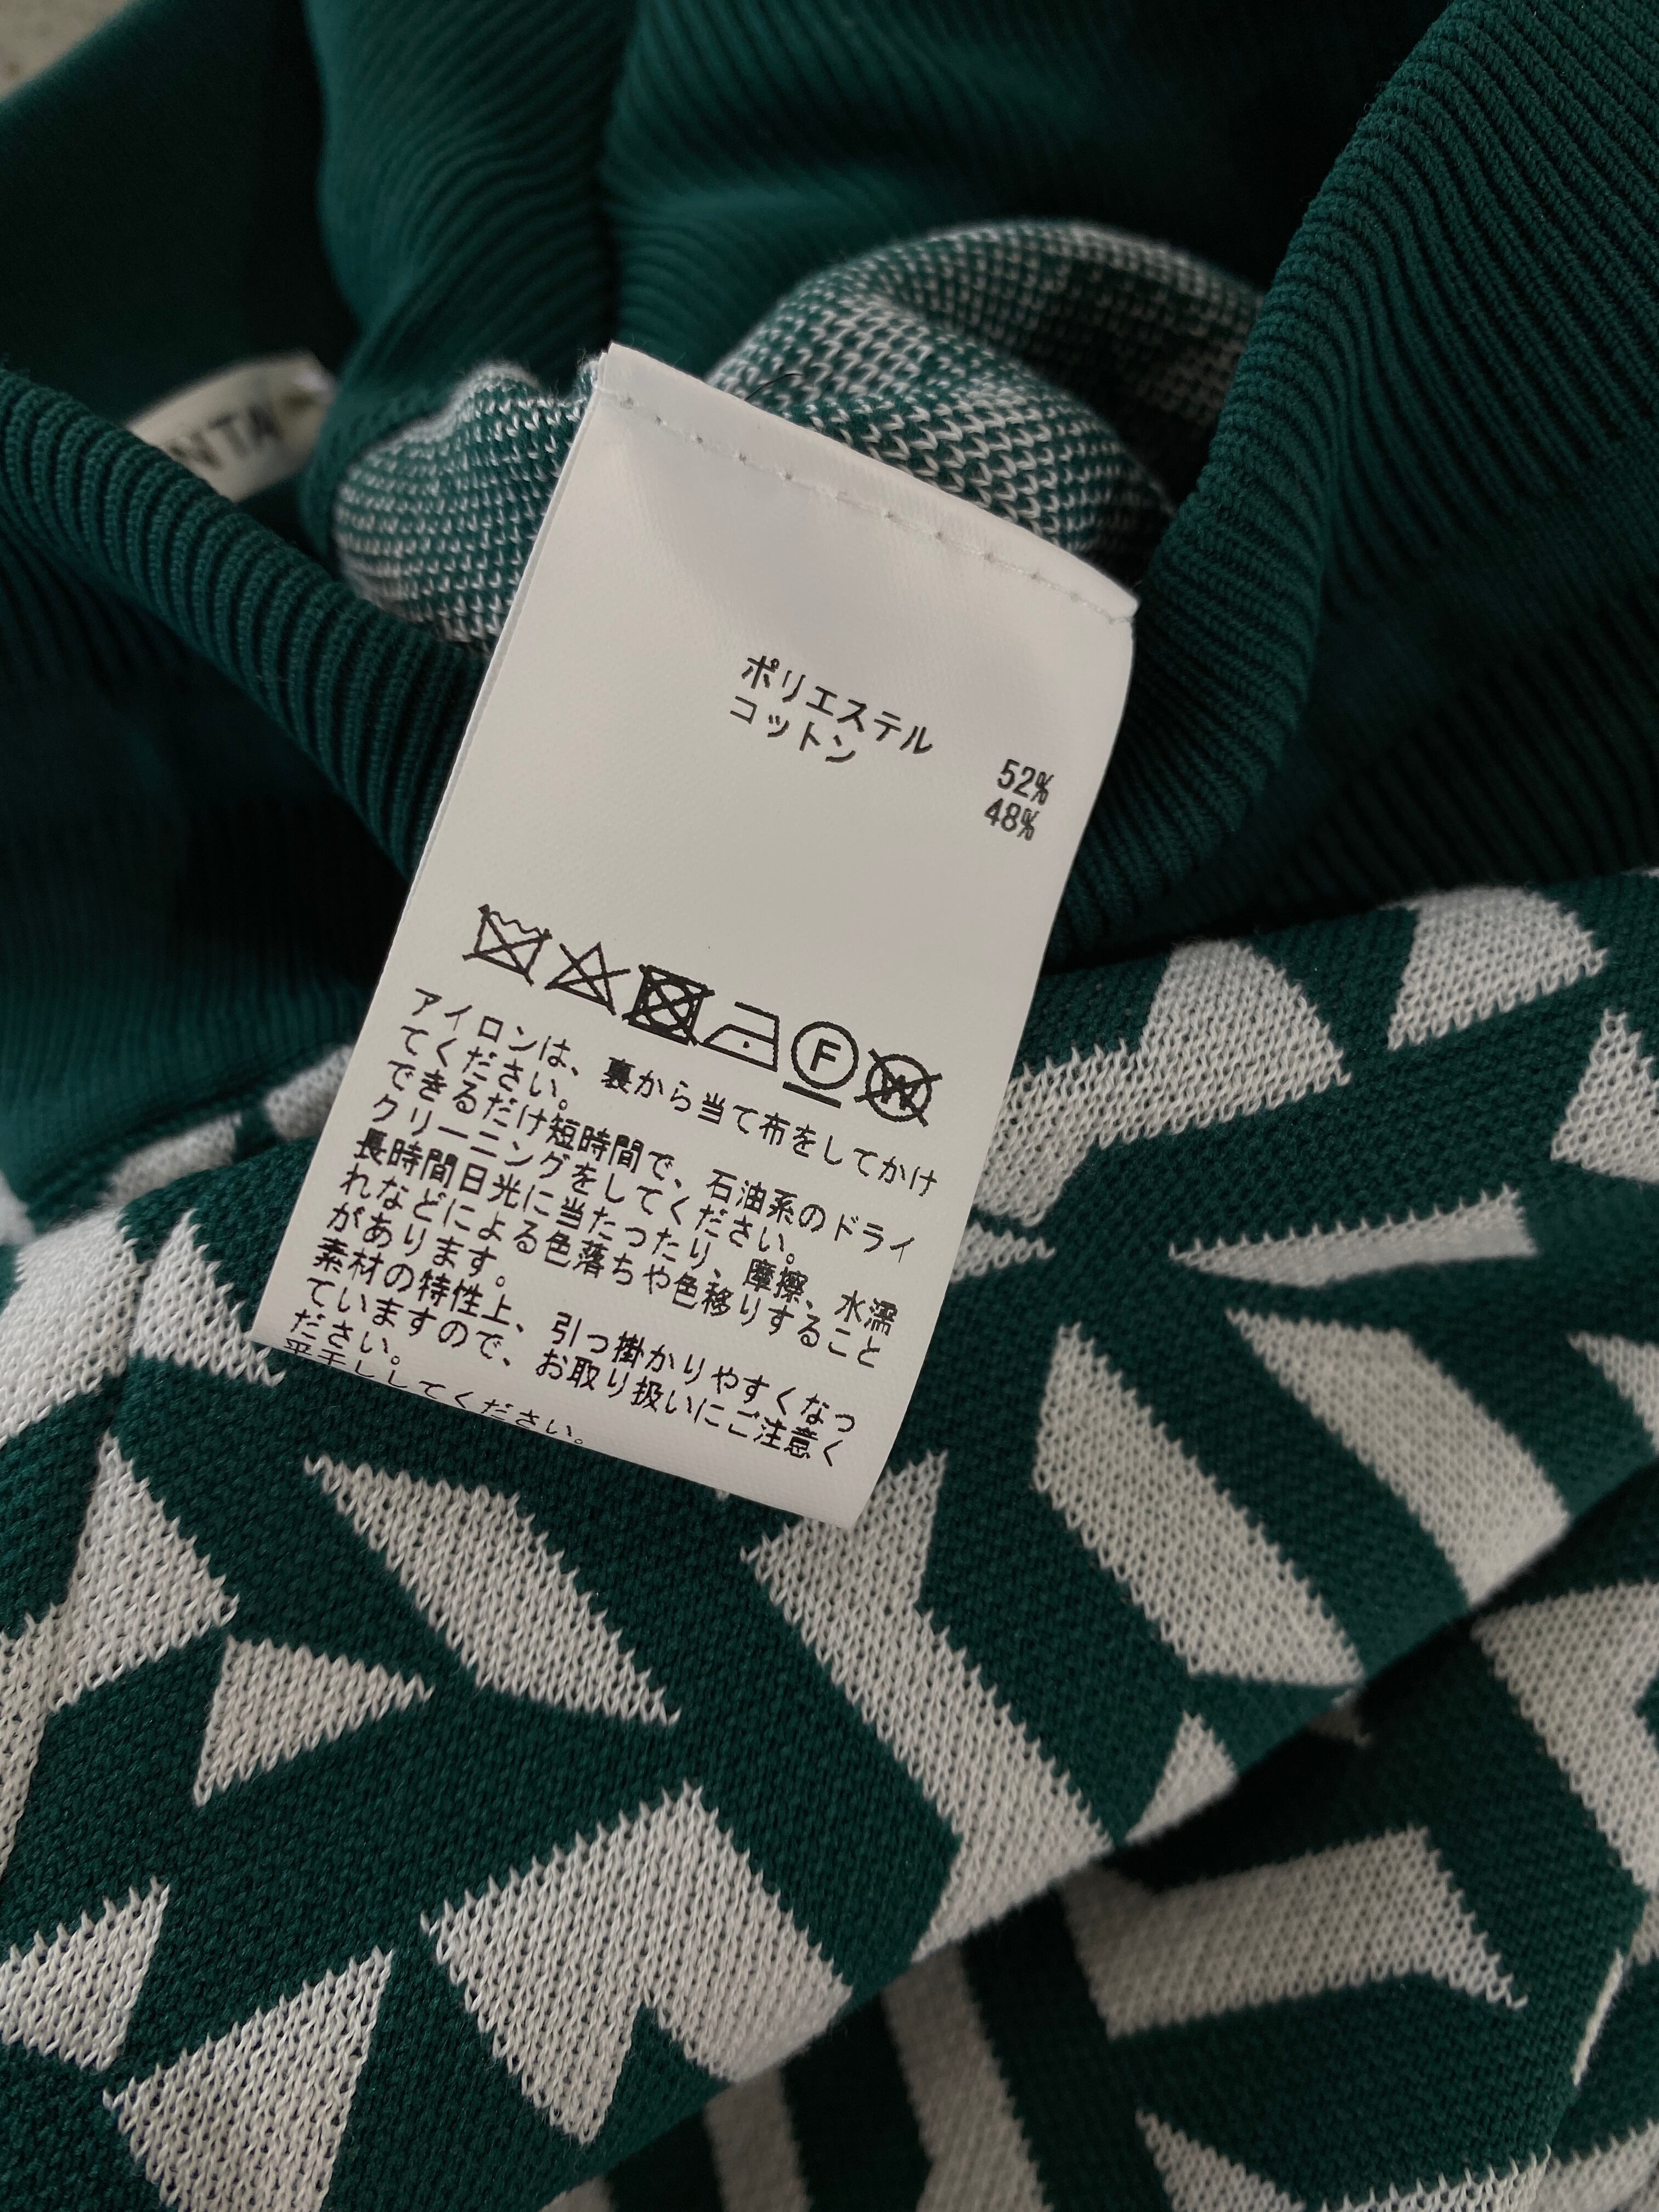 NTA
ポリエステル 52%
コットン 48%
F
W
アイロンは、裏から当て布をしてかけ
てください。
できるだけ短時間で、石油系のドライ
クリーニングをしてください。
長時間日光に当たったり、摩擦、水濡
れなどによる色落ちや色移りすること
があります。
素材の特性上、引っ掛かりやすくなっ
ていますので、お取り扱いにご注意く
ださい。
平干ししてください。